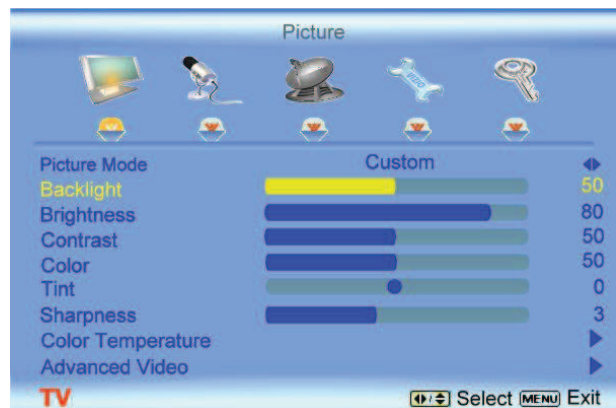 Picture
Picture Mode Custom
Backlight 50
Brightness 80
Contrast 50
Color 50
Tint 0
Sharpness 3
Color Temperature
Advanced Video
TV Select MENU Exit